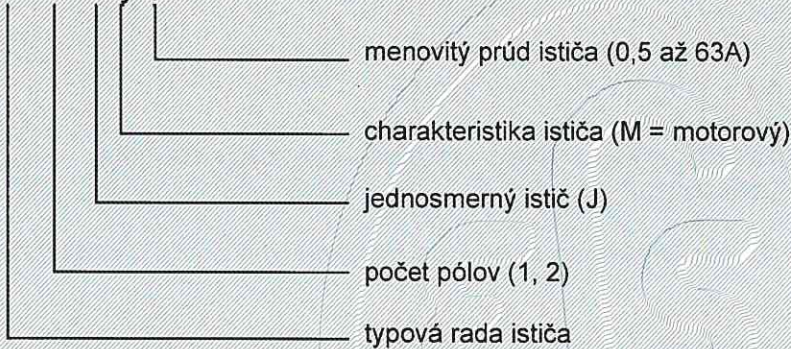 menovitý prúd ističa (0,5 až 63A)
charakteristika ističa (M = motorový)
jednosmerný istič (J)
počet pólov (1, 2)
typová rada ističa